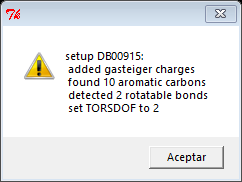 setup DB00915:
added gasteiger charges
found 10 aromatic carbons
detected 2 rotatable bonds
set TORSDOF to 2
Aceptar